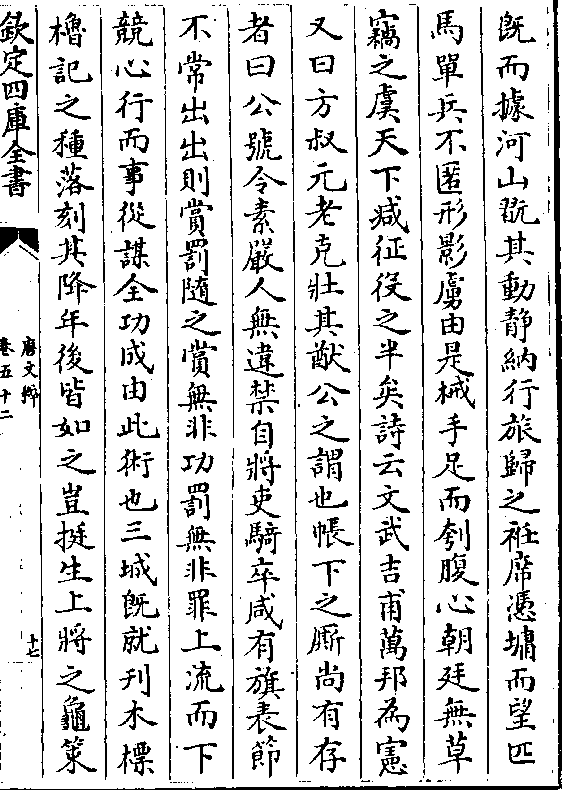 既而據河山翫其動静納行旅歸之袵席憑墉而望匹
馬單兵不匿形影虜由是械手足而刳腹心朝廷無草
竊之虞天下减征役之半矣詩云文武吉甫萬邦為憲
又曰方叔元老克壯其猷公之謂也帳下之厮尚有存
者曰公號令素嚴人無違禁自將吏騎卒咸有旗表節
不常出出則賞罰隨之賞無非功罰無非罪上流而下
競心行而事從謀全功成由此術也三城既就刋木標
櫓記之種落刻其降年後皆如之豈挺生上將之龜策
欽定四庫全書
唐文粹
卷五十二
十七